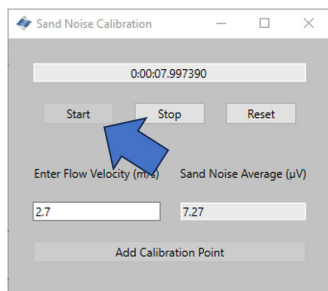 Sand Noise Calibration
0:00:07.997390
Start Stop Reset
Enter Flow Velocity (m/s) Sand Noise Average (µV)
2.7 7.27
Add Calibration Point